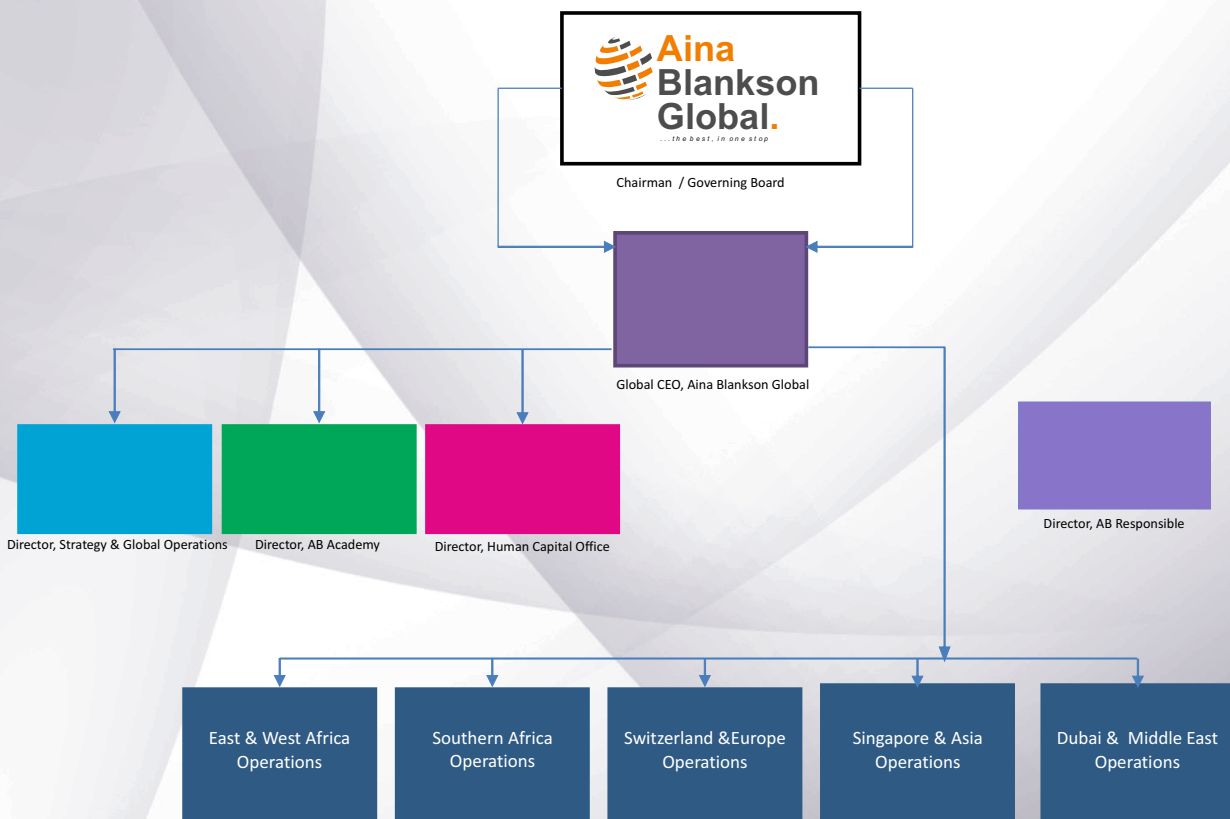 Aina
Blankson
Global.
...the best, in one stop
Chairman / Governing Board
Global CEO, Aina Blankson Global
Director, Strategy & Global Operations
Director, AB Academy
Director, Human Capital Office
Director, AB Responsible
East & West Africa
Operations
Southern Africa
Operations
Switzerland &Europe
Operations
Singapore & Asia
Operations
Dubai & Middle East
Operations